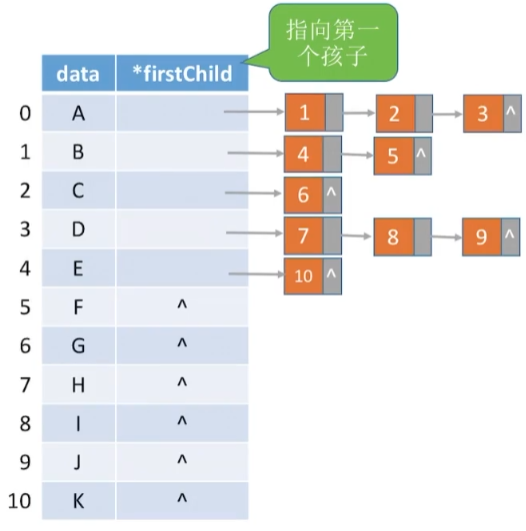 指向第一
个孩子
data *firstChild
0 A 1 2 3 ^
1 B 4 5 ^
2 C 6 ^
3 D 7 8 9 ^
4 E 10 ^
5 F ^
6 G ^
7 H ^
8 I ^
9 J ^
10 K ^